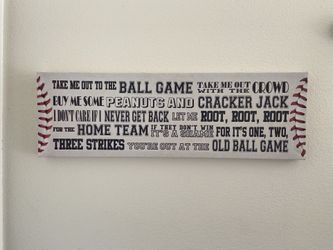 TAKE ME OUT TO THE BALL GAME TAKE ME OUT WITH THE CROWD
BUY ME SOME PEANUTS AND CRACKER JACK
I DON'T CARE IF I NEVER GET BACK LET ME ROOT, ROOT, ROOT
FOR THE HOME TEAM IF THEY DON'T WIN IT'S A SHAME FOR IT'S ONE, TWO,
THREE STRIKES YOU'RE OUT AT THE OLD BALL GAME